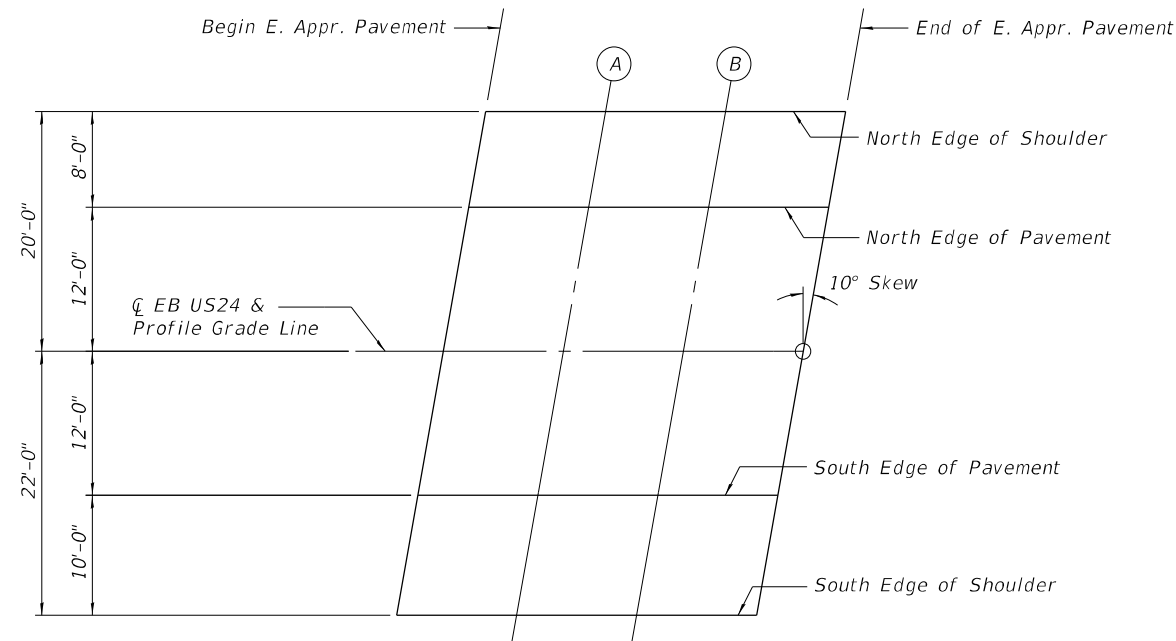 Begin E. Appr. Pavement
End of E. Appr. Pavement
A
B
North Edge of Shoulder
8'-0"
20'-0"
North Edge of Pavement
12'-0"
10° Skew
℄ EB US24 &
Profile Grade Line
12'-0"
22'-0"
South Edge of Pavement
10'-0"
South Edge of Shoulder